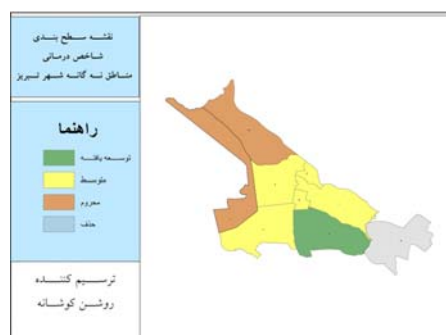 نقشه سطح بندی
شاخص درمانی
مناطق نه گانه شهر تبریز
راهنما
توسعه یافته
متوسط
محروم
حذف
ترسیم کننده
روشن کوشانه